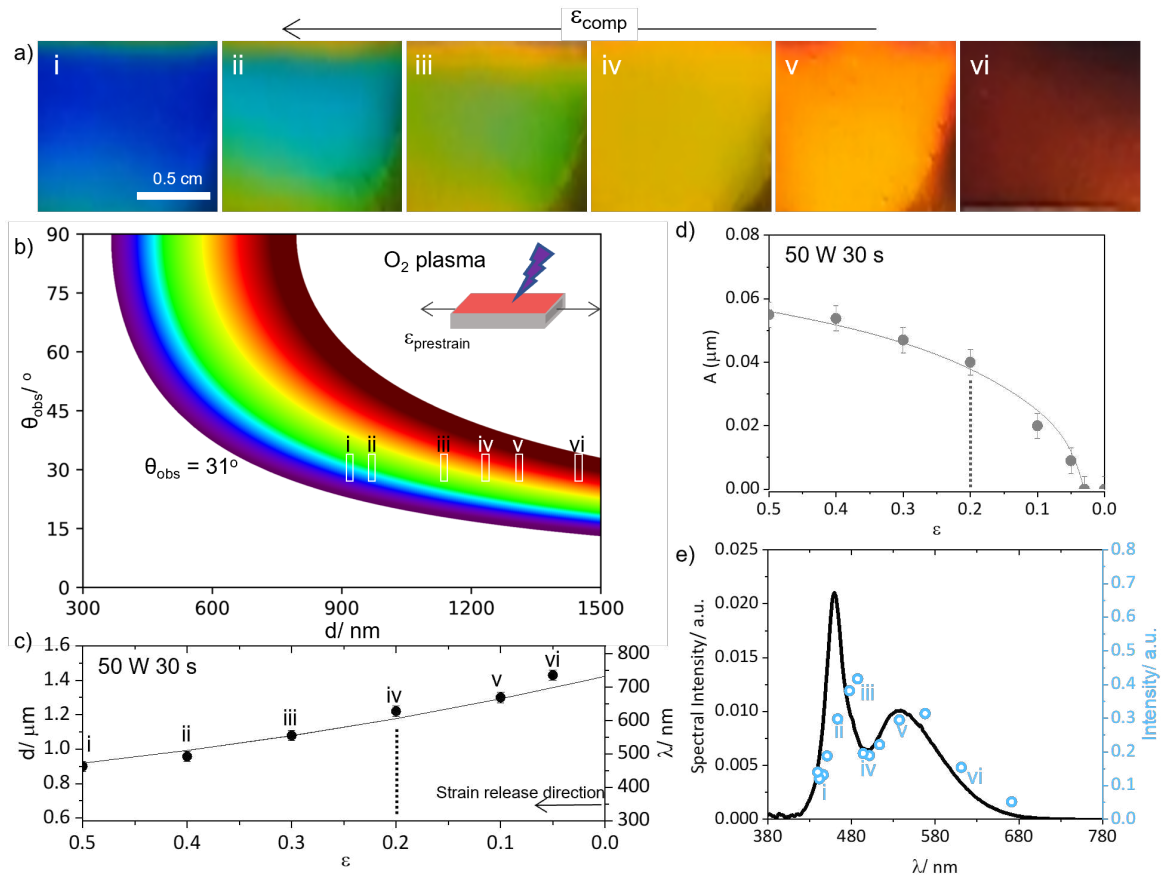 ε_comp
a)
i
ii
iii
iv
v
vi
0.5 cm
b)
90
75
60
45
30
15
0
θ_obs/ °
O₂ plasma
ε_prestrain
i
ii
iii
iv
v
vi
θ_obs = 31°
300
600
900
1200
1500
d/ nm
c)
50 W 30 s
1.6
1.4
1.2
1.0
0.8
0.6
d/ μm
i
ii
iii
iv
v
vi
800
700
600
500
400
300
λ/ nm
Strain release direction
0.5
0.4
0.3
0.2
0.1
0.0
ε
d)
50 W 30 s
0.08
0.06
0.04
0.02
0.00
A (μm)
0.5
0.4
0.3
0.2
0.1
0.0
ε
e)
0.025
0.020
0.015
0.010
0.005
0.000
Spectral Intensity/ a.u.
i
ii
iii
iv
v
vi
0.8
0.7
0.6
0.5
0.4
0.3
0.2
0.1
0.0
Intensity/ a.u.
380
480
580
680
780
λ/ nm